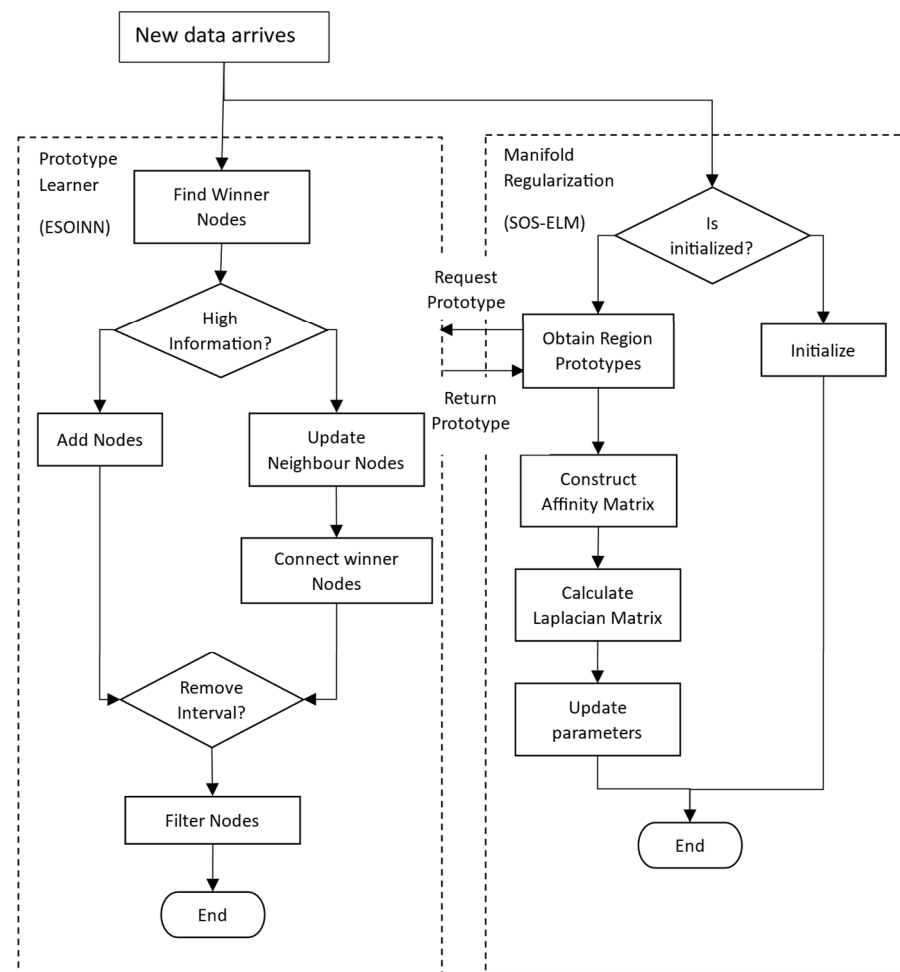 New data arrives
Prototype
Learner
(ESOINN)
Find Winner
Nodes
High
Information?
Add Nodes
Update
Neighbour Nodes
Connect winner
Nodes
Remove
Interval?
Filter Nodes
End
Request
Prototype
Return
Prototype
Manifold
Regularization
(SOS-ELM)
Is
initialized?
Obtain Region
Prototypes
Initialize
Construct
Affinity Matrix
Calculate
Laplacian Matrix
Update
parameters
End